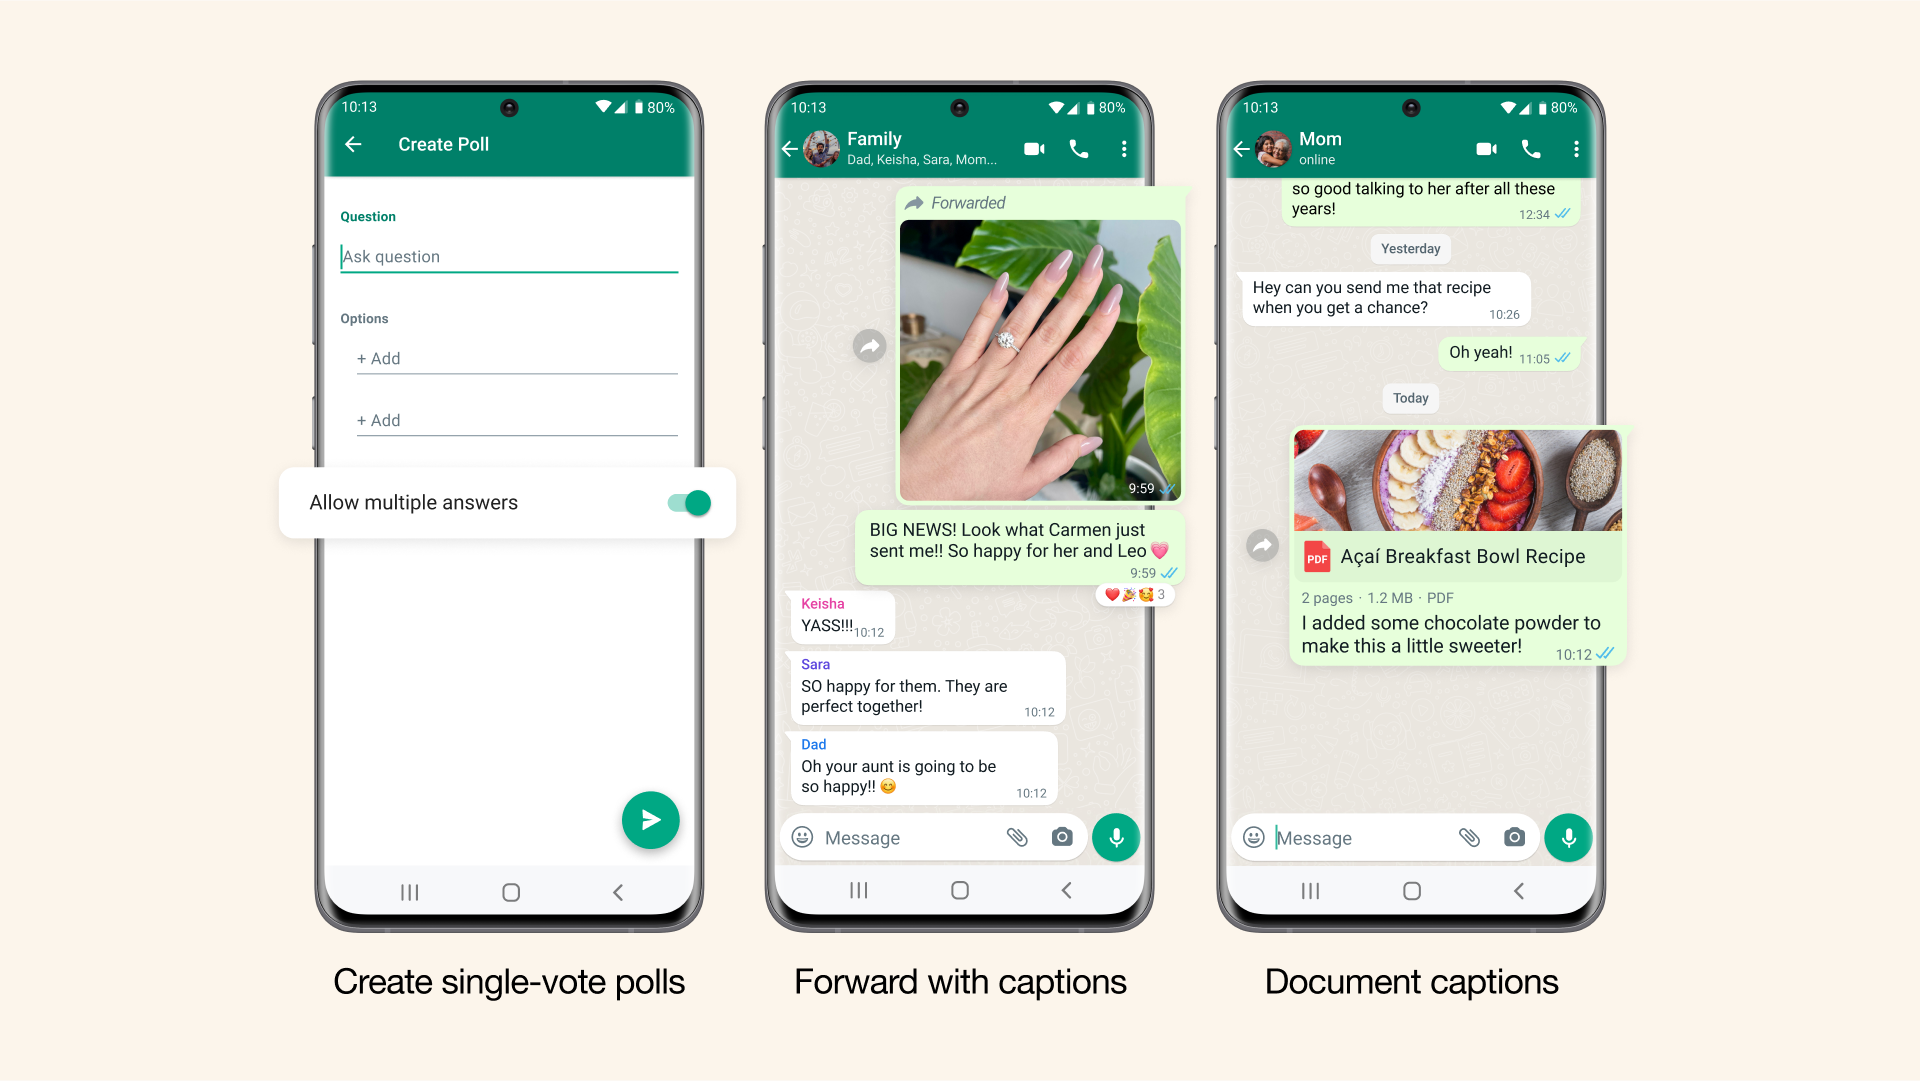 10:13
80%
Create Poll
Question
Ask question
Options
+ Add
+ Add
Allow multiple answers
Create single-vote polls
10:13
80%
Family
Dad, Keisha, Sara, Mom...
Forwarded
9:59
BIG NEWS! Look what Carmen just
sent me!! So happy for her and Leo 💗
9:59
❤️🎉🥰 3
Keisha
YASS!!! 10:12
Sara
SO happy for them. They are
perfect together!
10:12
Dad
Oh your aunt is going to be
so happy!! 😊
10:12
Message
Forward with captions
10:13
80%
Mom
online
so good talking to her after all these
years!
12:34
Yesterday
Hey can you send me that recipe
when you get a chance?
10:26
Oh yeah! 11:05
Today
PDF Açaí Breakfast Bowl Recipe
2 pages · 1.2 MB · PDF
I added some chocolate powder to
make this a little sweeter!
10:12
Message
Document captions